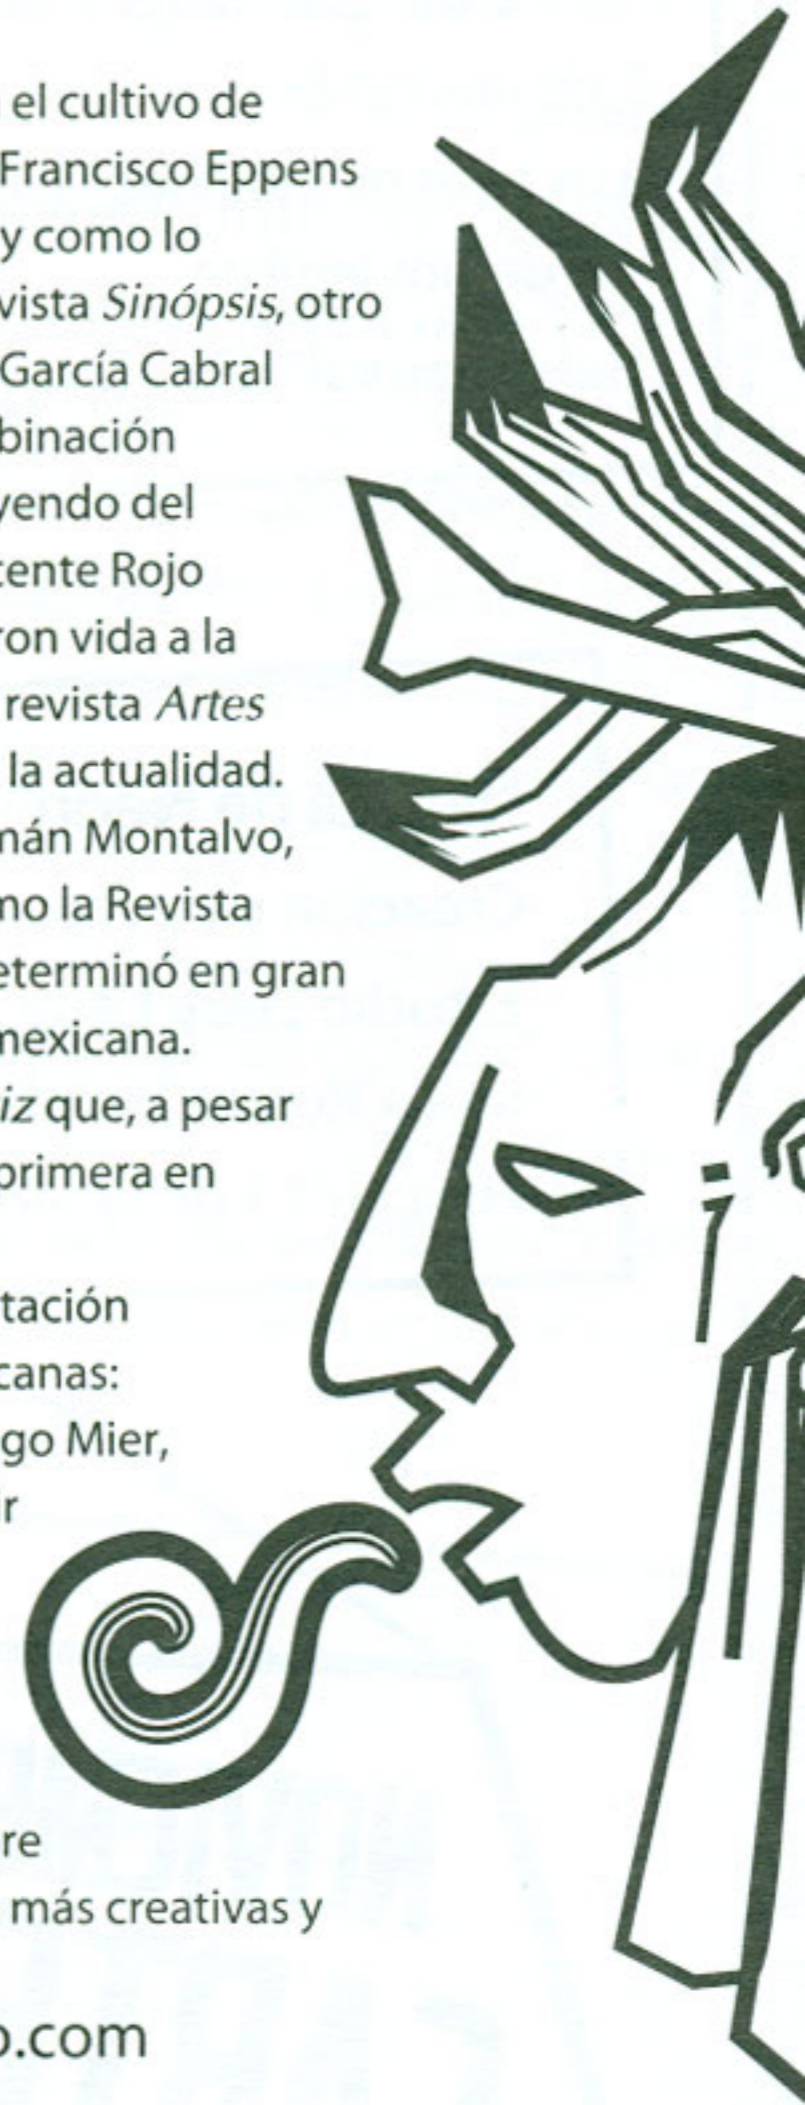 el cultivo de
Francisco Eppens
y como lo
vista Sinópsis, otro
García Cabral
binación
yendo del
cente Rojo
ron vida a la
revista Artes
la actualidad.
mán Montalvo,
mo la Revista
eterminó en gran
mexicana.
iz que, a pesar
primera en
tación
canas:
go Mier,
ir
re
más creativas y
o.com